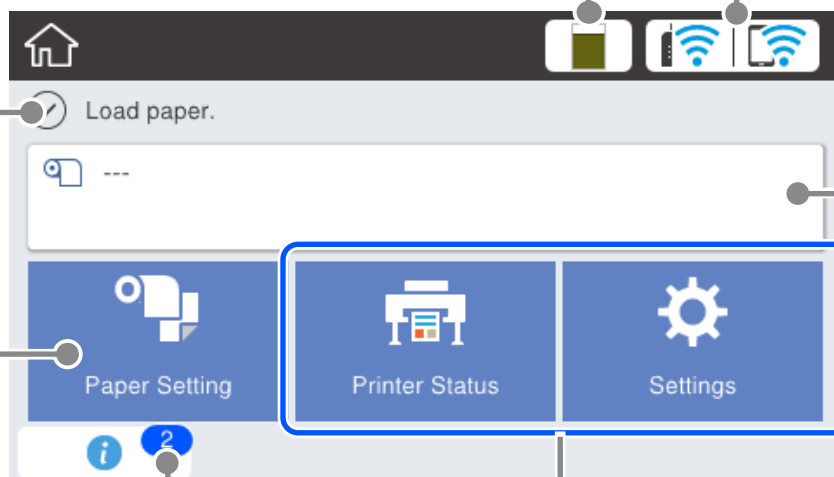 Load paper.
---
Paper Setting
Printer Status
Settings
i
2